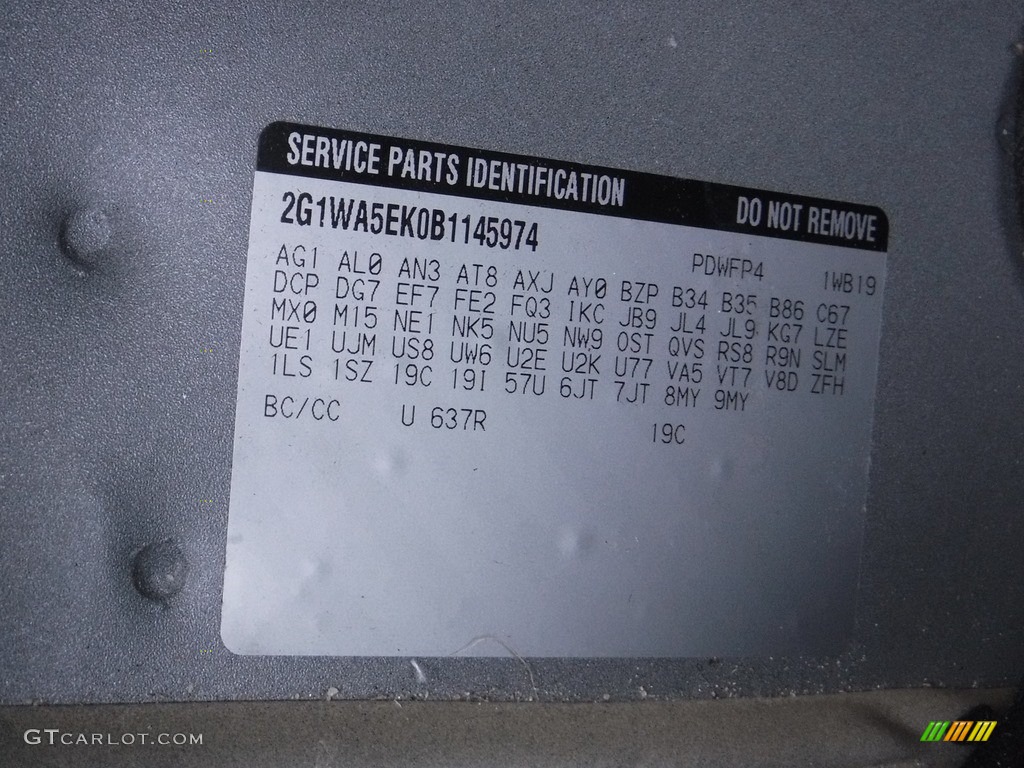 SERVICE PARTS IDENTIFICATION DO NOT REMOVE
2G1WA5EK0B1145974 PDWFP4 1WB19
AG1 AL0 AN3 AT8 AXJ AY0 BZP B34 B35 B86 C67
DCP DG7 EF7 FE2 FQ3 IKC JB9 JL4 JL9 KG7 LZE
MX0 M15 NE1 NK5 NU5 NW9 OST QVS RS8 R9N SLM
UE1 UJM US8 UW6 U2E U2K U77 VA5 VT7 V8D ZFH
1LS 1SZ 19C 19I 57U 6JT 7JT 8MY 9MY
BC/CC U 637R 19C
GTCARLOT.COM